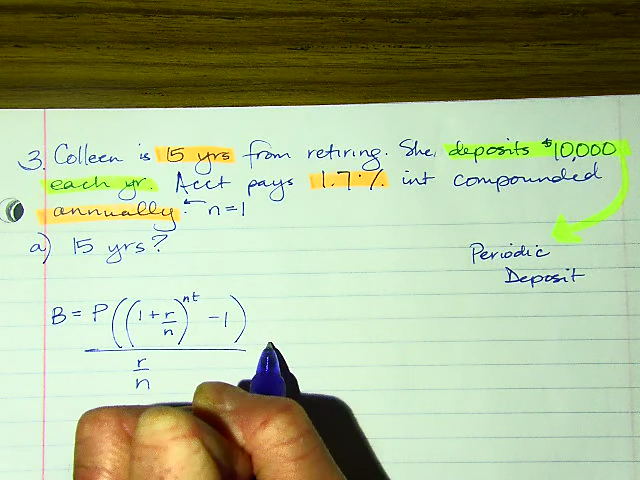 3. Colleen is 15 yrs from retiring. She deposits $10,000
each yr. Acct pays 1.7% int compounded
annually. ← n=1
a) 15 yrs?
Periodic
Deposit
B = P((1 + r/n)^nt - 1)
r/n